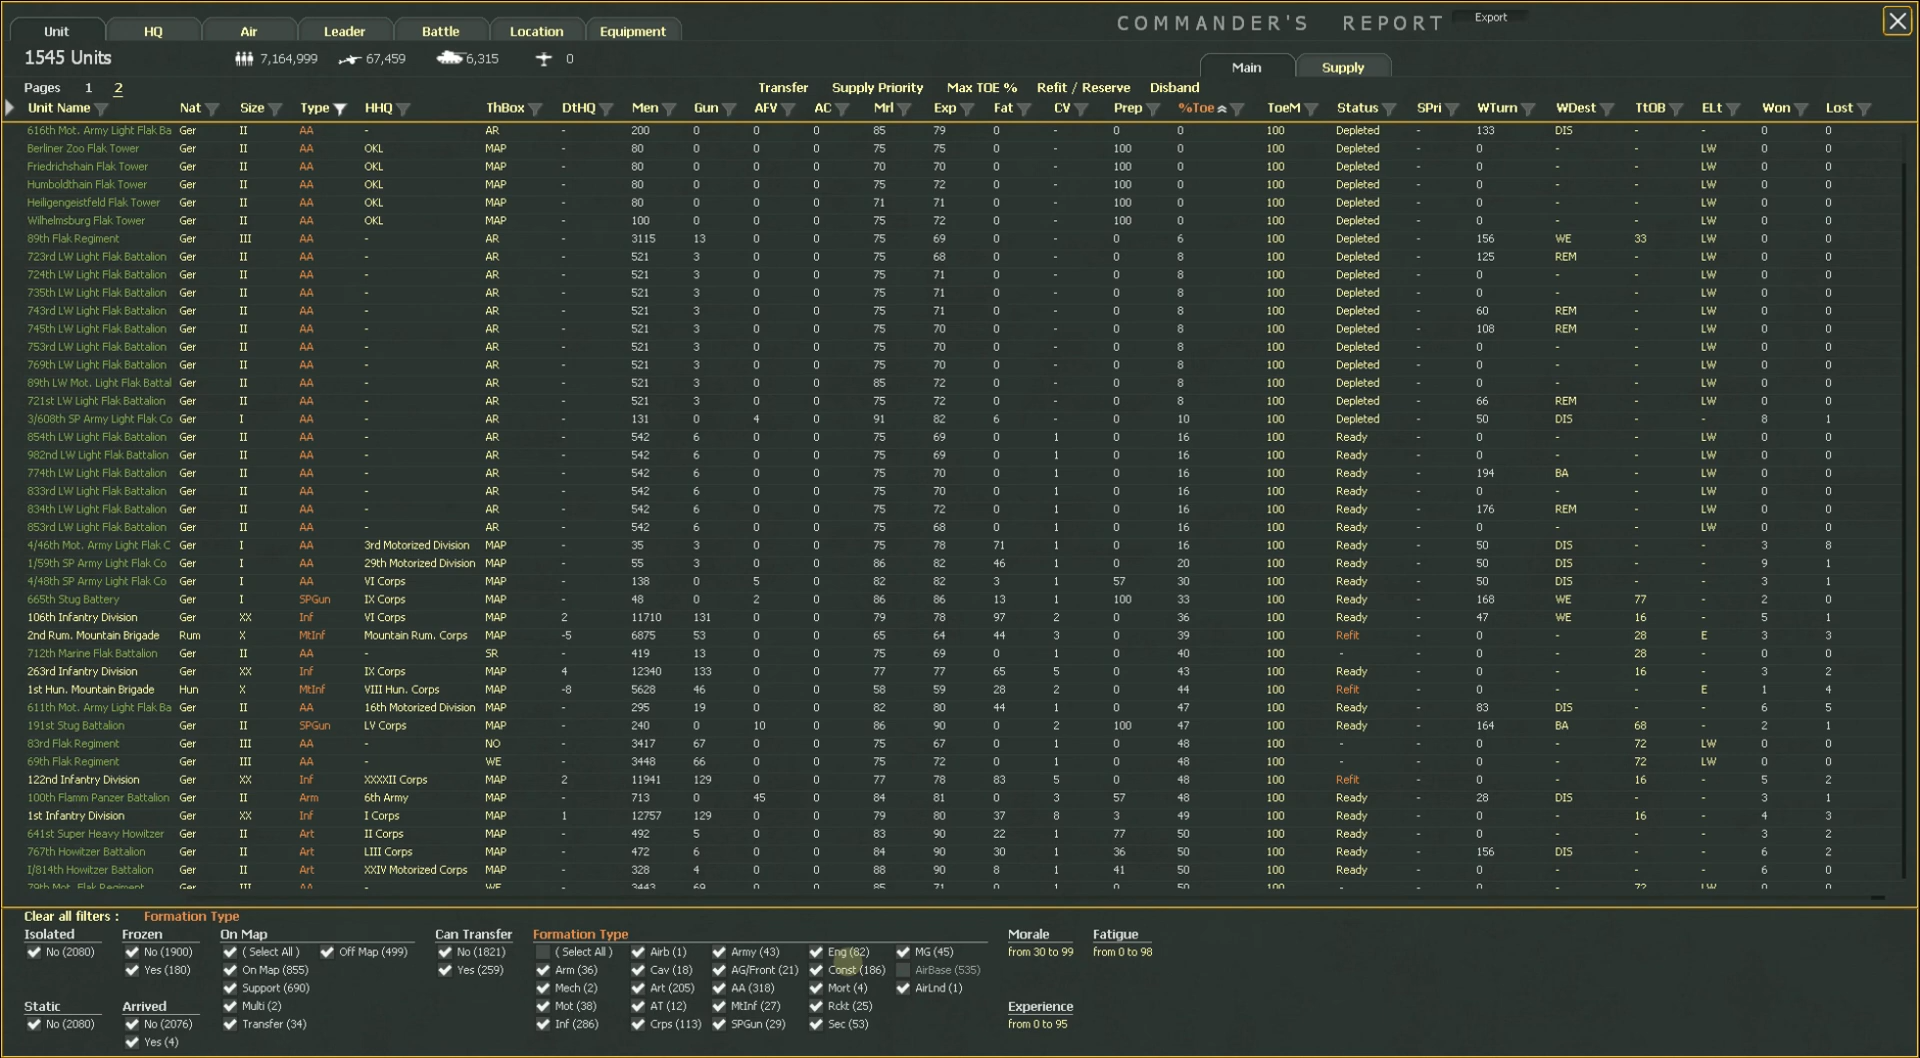 COMMANDER'S REPORT Export
Unit HQ Air Leader Battle Location Equipment
1545 Units 7,164,999 67,459 6,315 0
Main Supply
Pages 1 2 Transfer Supply Priority Max TOE % Refit / Reserve Disband
Unit Name Nat Size Type HHQ ThBox DtHQ Men Gun AFV AC Mrl Exp Fat CV Prep %Toe ToeM Status SPri WTurn WDest TtOB ELt Won Lost
616th Mot. Army Light Flak Ba Ger II AA - AR - 200 0 0 0 85 79 0 - 0 0 100 Depleted - 133 DIS - - 0 0
Berliner Zoo Flak Tower Ger II AA OKL MAP - 80 0 0 0 75 75 0 - 100 0 100 Depleted - 0 - - LW 0 0
Friedrichshain Flak Tower Ger II AA OKL MAP - 80 0 0 0 70 70 0 - 100 0 100 Depleted - 0 - - LW 0 0
Humboldthain Flak Tower Ger II AA OKL MAP - 80 0 0 0 75 72 0 - 100 0 100 Depleted - 0 - - LW 0 0
Heiligengeistfeld Flak Tower Ger II AA OKL MAP - 80 0 0 0 71 71 0 - 100 0 100 Depleted - 0 - - LW 0 0
Wilhelmsburg Flak Tower Ger II AA OKL MAP - 100 0 0 0 75 72 0 - 100 0 100 Depleted - 0 - - LW 0 0
89th Flak Regiment Ger III AA - AR - 3115 13 0 0 75 69 0 - 0 6 100 Depleted - 156 WE 33 LW 0 0
723rd LW Light Flak Battalion Ger II AA - AR - 521 3 0 0 75 68 0 - 0 8 100 Depleted - 125 REM - LW 0 0
724th LW Light Flak Battalion Ger II AA - AR - 521 3 0 0 75 71 0 - 0 8 100 Depleted - 0 - - LW 0 0
735th LW Light Flak Battalion Ger II AA - AR - 521 3 0 0 75 71 0 - 0 8 100 Depleted - 0 - - LW 0 0
743rd LW Light Flak Battalion Ger II AA - AR - 521 3 0 0 75 71 0 - 0 8 100 Depleted - 60 REM - LW 0 0
745th LW Light Flak Battalion Ger II AA - AR - 521 3 0 0 75 70 0 - 0 8 100 Depleted - 108 REM - LW 0 0
753rd LW Light Flak Battalion Ger II AA - AR - 521 3 0 0 75 70 0 - 0 8 100 Depleted - 0 - - LW 0 0
769th LW Light Flak Battalion Ger II AA - AR - 521 3 0 0 75 70 0 - 0 8 100 Depleted - 0 - - LW 0 0
89th LW Mot. Light Flak Battal Ger II AA - AR - 521 3 0 0 85 72 0 - 0 8 100 Depleted - 0 - - LW 0 0
721st LW Light Flak Battalion Ger II AA - AR - 521 3 0 0 75 72 0 - 0 8 100 Depleted - 66 REM - LW 0 0
3/608th SP Army Light Flak Co Ger I AA - AR - 131 0 4 0 91 82 6 - 0 10 100 Depleted - 50 DIS - - 8 1
854th LW Light Flak Battalion Ger II AA - AR - 542 6 0 0 75 69 0 1 0 16 100 Ready - 0 - - LW 0 0
982nd LW Light Flak Battalion Ger II AA - AR - 542 6 0 0 75 69 0 1 0 16 100 Ready - 0 - - LW 0 0
774th LW Light Flak Battalion Ger II AA - AR - 542 6 0 0 75 70 0 1 0 16 100 Ready - 194 BA - LW 0 0
833rd LW Light Flak Battalion Ger II AA - AR - 542 6 0 0 75 70 0 1 0 16 100 Ready - 0 - - LW 0 0
834th LW Light Flak Battalion Ger II AA - AR - 542 6 0 0 75 72 0 1 0 16 100 Ready - 176 REM - LW 0 0
853rd LW Light Flak Battalion Ger II AA - AR - 542 6 0 0 75 68 0 1 0 16 100 Ready - 0 - - LW 0 0
4/46th Mot. Army Light Flak C Ger I AA 3rd Motorized Division MAP - 35 3 0 0 75 78 71 1 0 16 100 Ready - 50 DIS - - 3 8
1/59th SP Army Light Flak Co Ger I AA 29th Motorized Division MAP - 55 3 0 0 86 82 46 1 0 20 100 Ready - 50 DIS - - 9 1
4/48th SP Army Light Flak Co Ger I AA VI Corps MAP - 138 0 5 0 82 82 3 1 57 30 100 Ready - 50 DIS - - 3 1
665th Stug Battery Ger I SPGun IX Corps MAP - 48 0 2 0 86 86 13 1 100 33 100 Ready - 168 WE 77 - 2 0
106th Infantry Division Ger XX Inf VI Corps MAP 2 11710 131 0 0 79 78 97 2 0 36 100 Ready - 47 WE 16 - 5 1
2nd Rum. Mountain Brigade Rum X MtInf Mountain Rum. Corps MAP -5 6875 53 0 0 65 64 44 3 0 39 100 Refit - 0 - 28 E 3 3
712th Marine Flak Battalion Ger II AA - SR - 419 13 0 0 75 69 0 1 0 40 100 - - 0 - 28 - 0 0
263rd Infantry Division Ger XX Inf IX Corps MAP 4 12340 133 0 0 77 77 65 5 0 43 100 Ready - 0 - 16 - 3 2
1st Hun. Mountain Brigade Hun X MtInf VIII Hun. Corps MAP -8 5628 46 0 0 58 59 28 2 0 44 100 Refit - 0 - - E 1 4
611th Mot. Army Light Flak Ba Ger II AA 16th Motorized Division MAP - 295 19 0 0 82 80 44 1 0 47 100 Ready - 83 DIS - - 6 5
191st Stug Battalion Ger II SPGun LV Corps MAP - 240 0 10 0 86 90 0 2 100 47 100 Ready - 164 BA 68 - 2 1
83rd Flak Regiment Ger III AA - NO - 3417 67 0 0 75 67 0 1 0 48 100 - - 0 - 72 LW 0 0
69th Flak Regiment Ger III AA - WE - 3448 66 0 0 75 72 0 1 0 48 100 - - 0 - 72 LW 0 0
122nd Infantry Division Ger XX Inf XXXXII Corps MAP 2 11941 129 0 0 77 78 83 5 0 48 100 Refit - 0 - 16 - 5 2
100th Flamm Panzer Battalion Ger II Arm 6th Army MAP - 713 0 45 0 84 81 0 3 57 48 100 Ready - 28 DIS - - 3 1
1st Infantry Division Ger XX Inf I Corps MAP 1 12757 129 0 0 79 80 37 8 3 49 100 Ready - 0 - 16 - 4 3
641st Super Heavy Howitzer Ger II Art II Corps MAP - 492 5 0 0 83 90 22 1 77 50 100 Ready - 0 - - - 3 2
767th Howitzer Battalion Ger II Art LIII Corps MAP - 472 6 0 0 84 90 30 1 36 50 100 Ready - 156 DIS - - 6 2
I/814th Howitzer Battalion Ger II Art XXIV Motorized Corps MAP - 328 4 0 0 88 90 8 1 41 50 100 Ready - 0 - - - 6 0
79th Mot. Flak Regiment Ger III AA - WE - 3443 69 0 0 85 71 0 1 0 50 100 - - 0 - 72 LW 0 0
Clear all filters : Formation Type
Isolated Frozen On Map Can Transfer Formation Type Morale Fatigue
No (2080) No (1900) ( Select All ) Off Map (499) No (1821) ( Select All ) Airb (1) Army (43) Eng (82) MG (45) from 30 to 99 from 0 to 98
Yes (180) On Map (855) Yes (259) Arm (36) Cav (18) AG/Front (21) Const (186) AirBase (535)
Support (690) Mech (2) Art (205) AA (318) Mort (4) AirLnd (1)
Static Arrived Multi (2) Mot (38) AT (12) MtInf (27) Rckt (25) Experience
No (2080) No (2076) Transfer (34) Inf (286) Crps (113) SPGun (29) Sec (53) from 0 to 95
Yes (4)